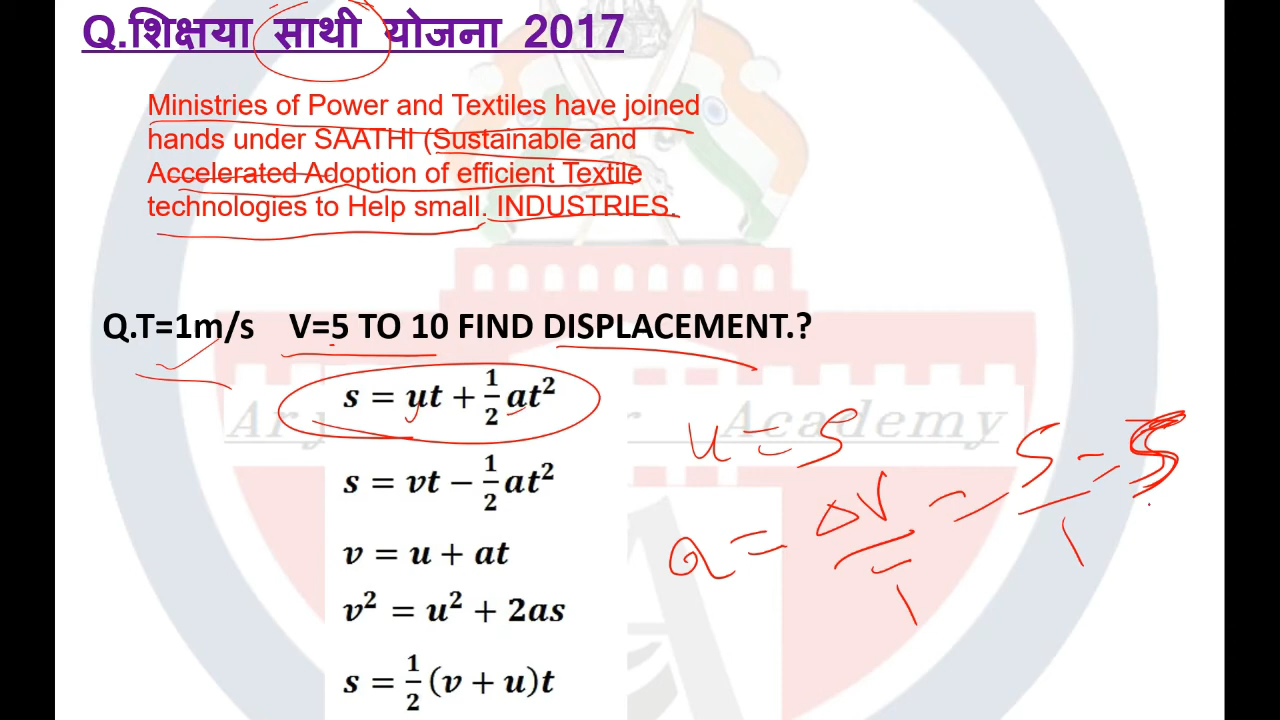 Q.शिक्षया साथी योजना 2017
Ministries of Power and Textiles have joined
hands under SAATHI (Sustainable and
Accelerated Adoption of efficient Textile
technologies to Help small. INDUSTRIES.
Q.T=1m/s V=5 TO 10 FIND DISPLACEMENT.?
s = ut + 1/2 at²
s = vt − 1/2 at²
v = u + at
v² = u² + 2as
s = 1/2 (v + u)t
u = 5
a = ΔV/1 = 5/1 = 5
Academy